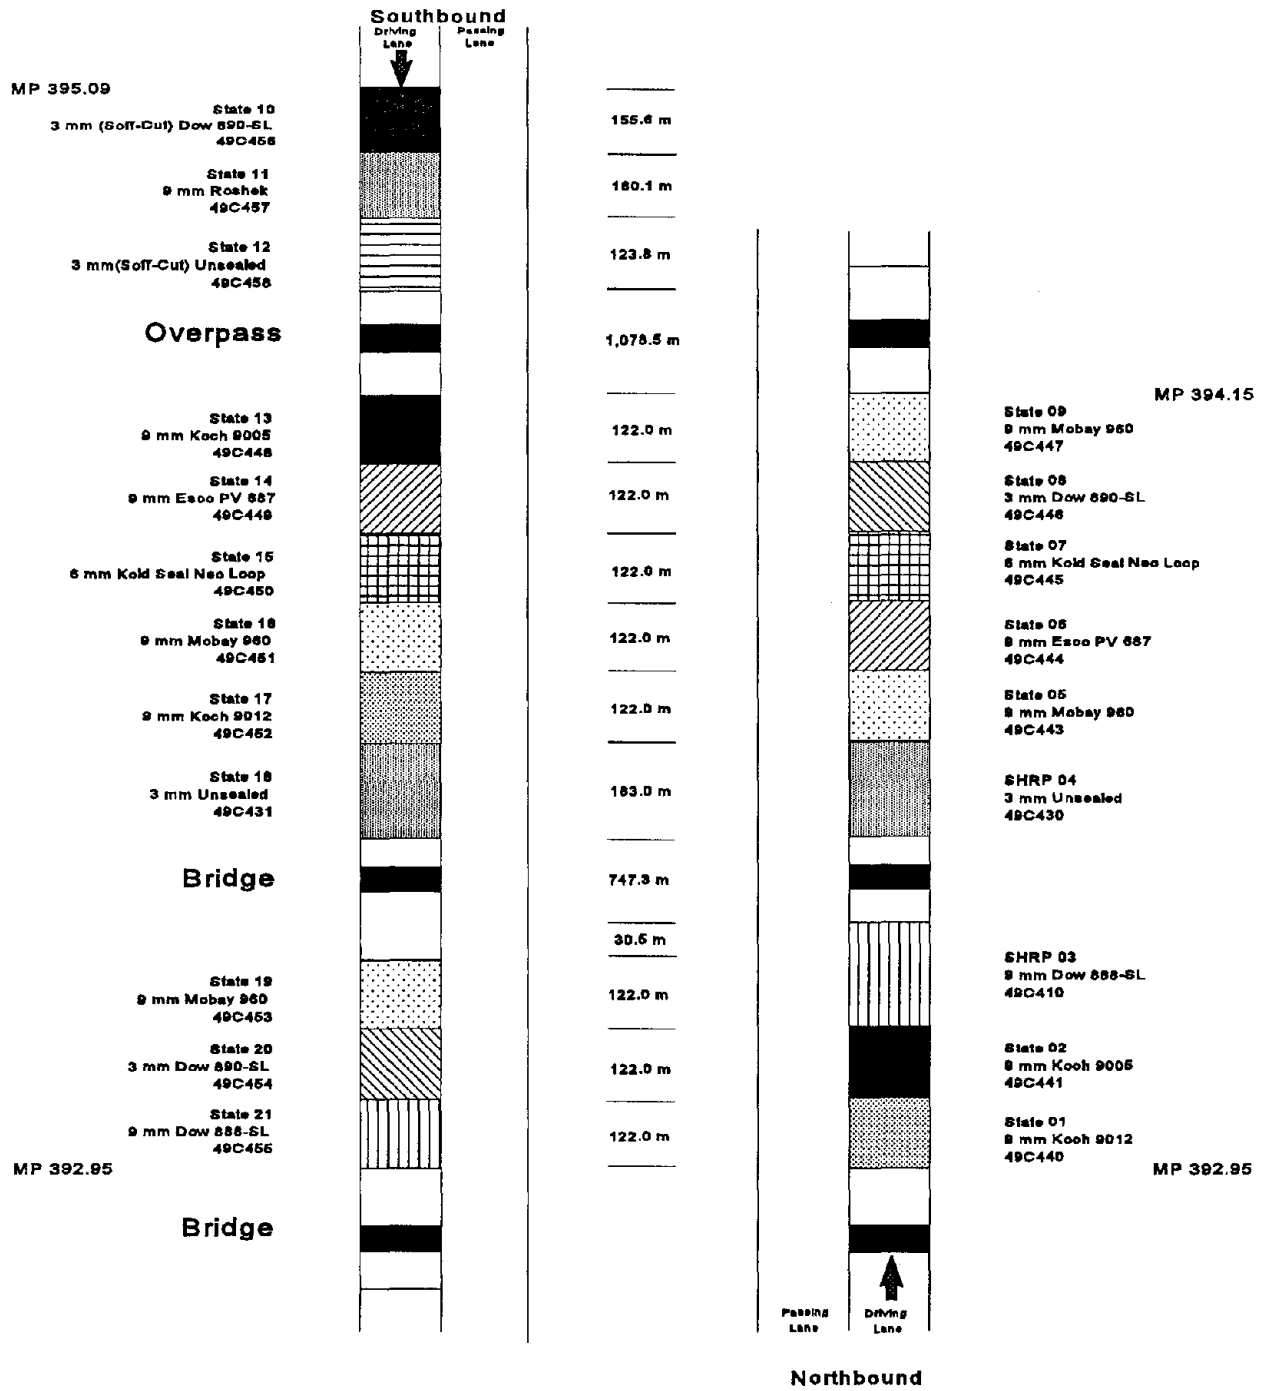 Southbound
Driving
Lane
Passing
Lane
MP 395.09
State 10
3 mm (Soff-Cut) Dow 890-SL
49C456
155.6 m
State 11
9 mm Roshek
49C457
160.1 m
State 12
3 mm(Soff-Cut) Unsealed
49C458
123.8 m
Overpass
1,078.5 m
MP 394.15
State 13
9 mm Koch 9005
49C448
122.0 m
State 09
9 mm Mobay 960
49C447
State 14
9 mm Esco PV 687
49C449
122.0 m
State 08
3 mm Dow 890-SL
49C446
State 15
6 mm Kold Seal Neo Loop
49C450
122.0 m
State 07
6 mm Kold Seal Neo Loop
49C445
State 16
9 mm Mobay 960
49C451
122.0 m
State 06
9 mm Esco PV 687
49C444
State 17
9 mm Koch 9012
49C452
122.0 m
State 05
9 mm Mobay 960
49C443
State 18
3 mm Unsealed
49C431
183.0 m
SHRP 04
3 mm Unsealed
49C430
Bridge
747.3 m
30.5 m
SHRP 03
9 mm Dow 888-SL
49C410
State 19
9 mm Mobay 960
49C453
122.0 m
State 20
3 mm Dow 890-SL
49C454
122.0 m
State 02
9 mm Koch 9005
49C441
State 21
9 mm Dow 888-SL
49C455
122.0 m
State 01
9 mm Koch 9012
49C440
MP 392.95
MP 392.95
Bridge
Passing
Lane
Driving
Lane
Northbound